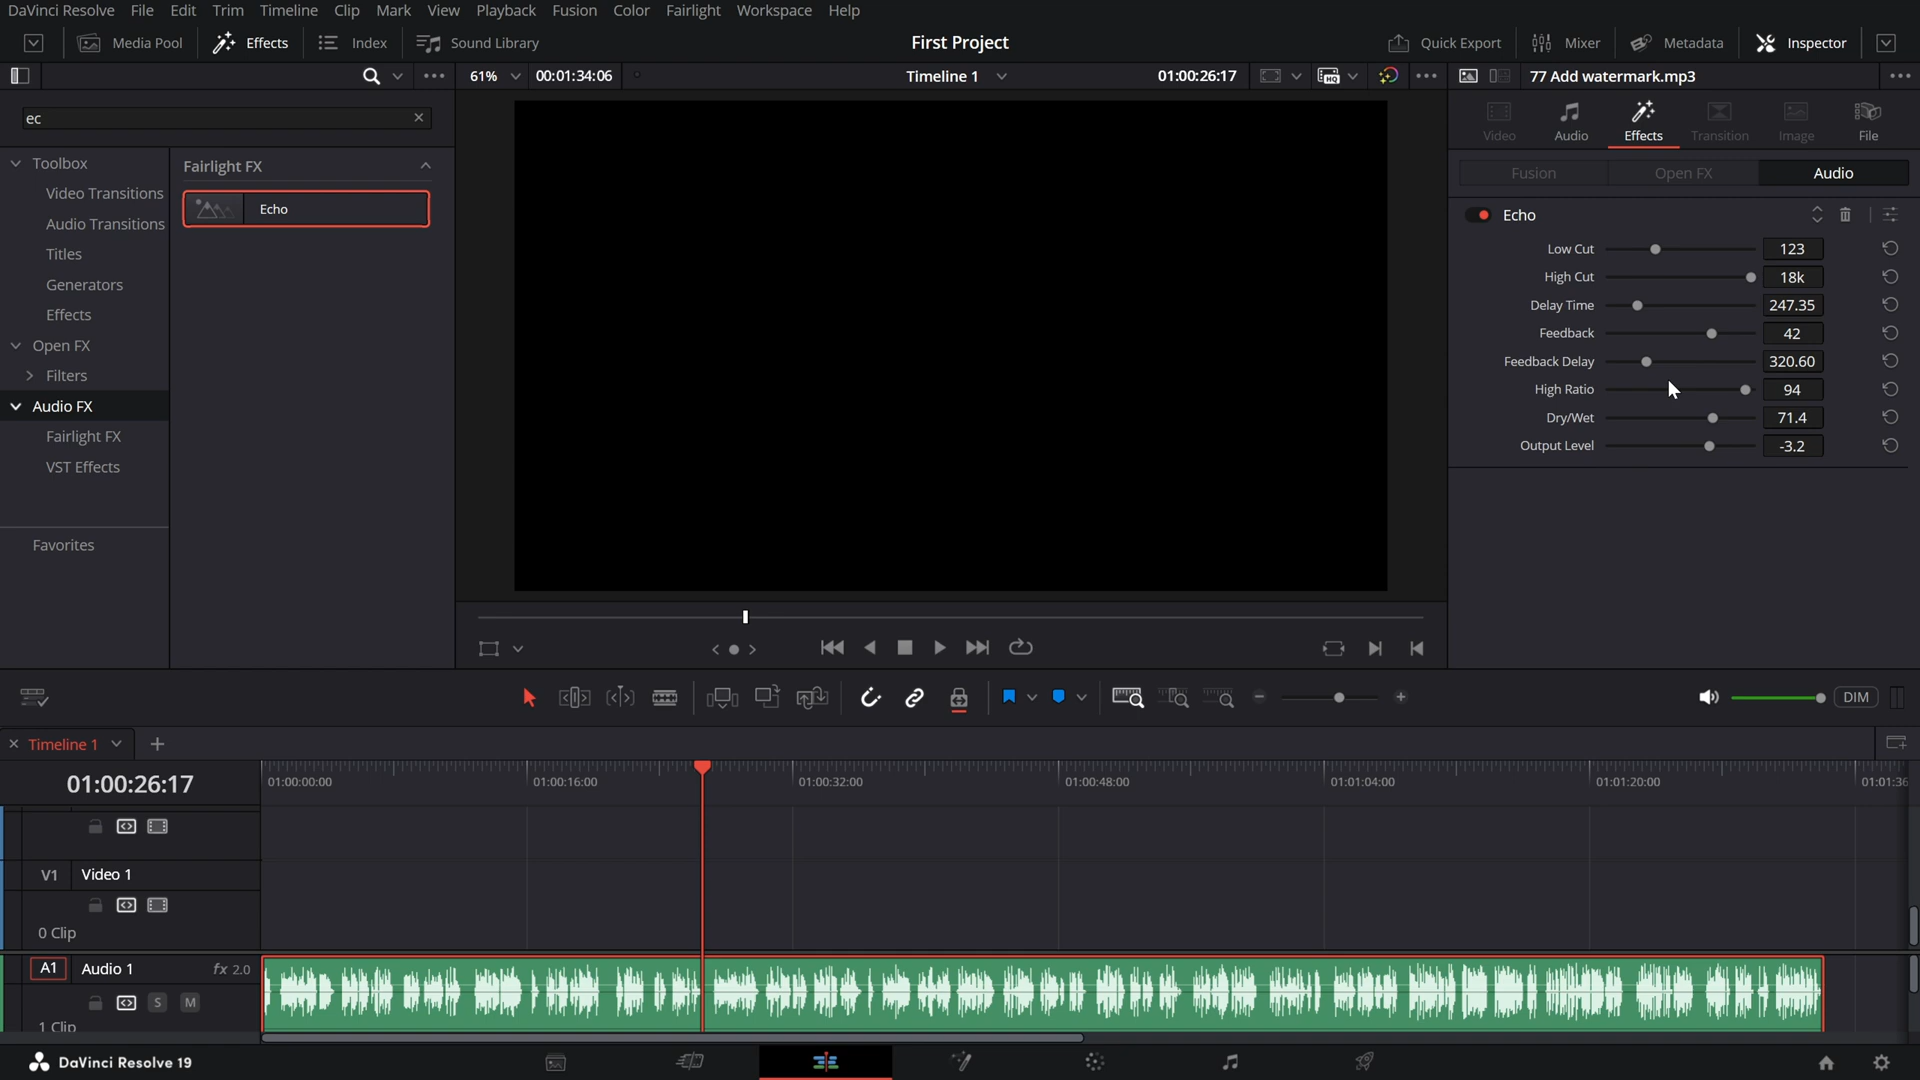 DaVinci Resolve File Edit Trim Timeline Clip Mark View Playback Fusion Color Fairlight Workspace Help
Media Pool Effects Index Sound Library First Project Quick Export Mixer Metadata Inspector
61% 00:01:34:06 Timeline 1 01:00:26:17 HQ 77 Add watermark.mp3
ec
Video Audio Effects Transition Image File
Toolbox
Video Transitions
Audio Transitions
Titles
Generators
Effects
Open FX
Filters
Audio FX
Fairlight FX
VST Effects
Favorites
Fairlight FX
Echo
Fusion Open FX Audio
Echo
Low Cut 123
High Cut 18k
Delay Time 247.35
Feedback 42
Feedback Delay 320.60
High Ratio 94
Dry/Wet 71.4
Output Level -3.2
DIM
Timeline 1
01:00:26:17
01:00:00:00 01:00:16:00 01:00:32:00 01:00:48:00 01:01:04:00 01:01:20:00 01:01:36
V1 Video 1
0 Clip
A1 Audio 1 fx 2.0
S M
1 Clip
DaVinci Resolve 19